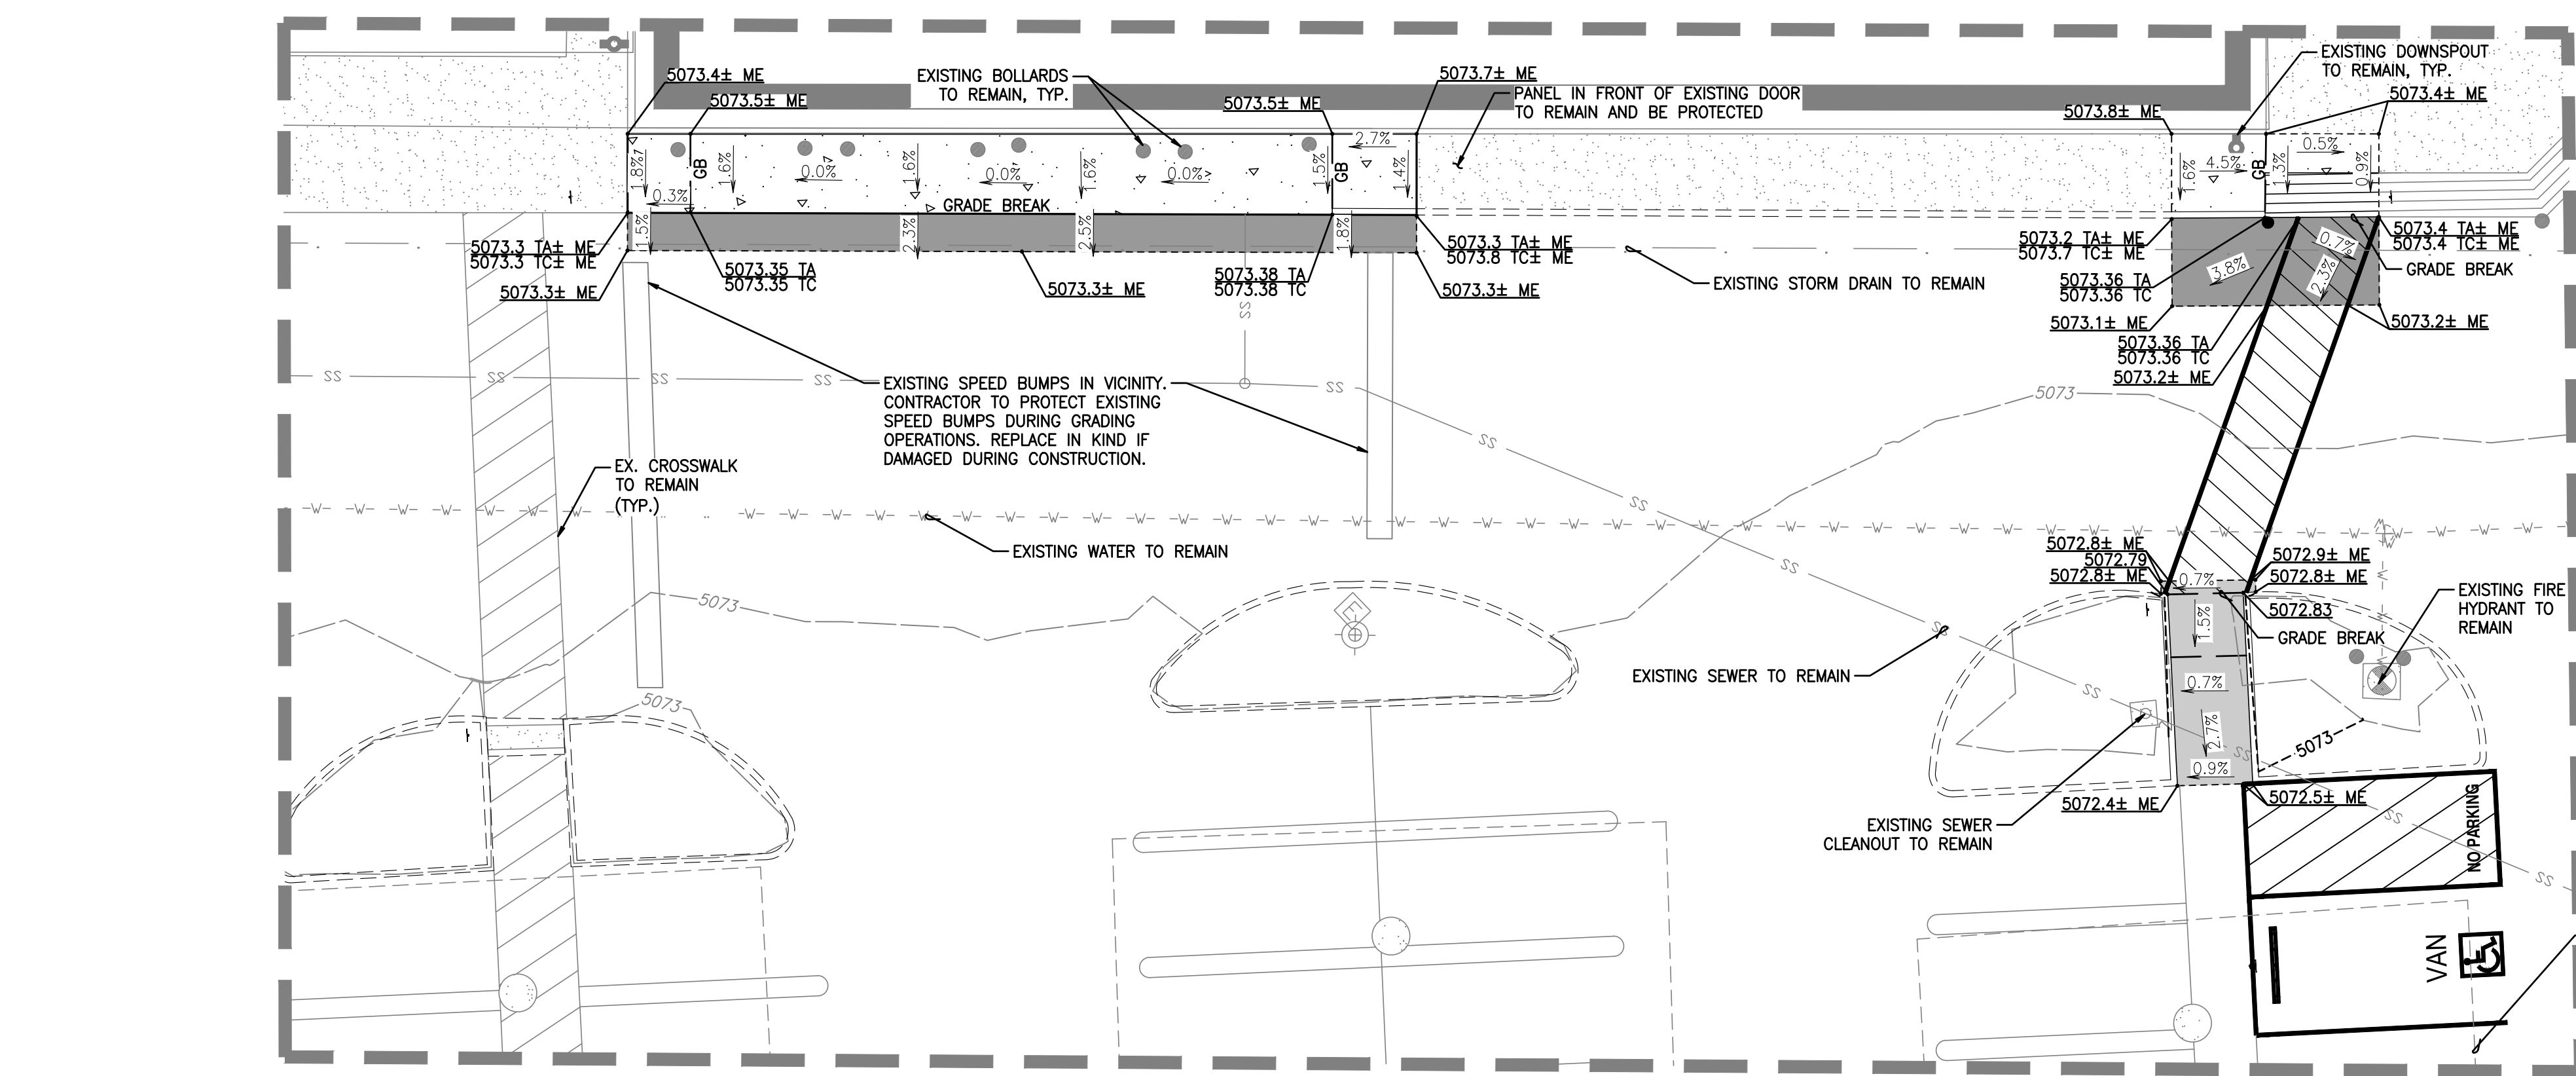 5073.4± ME
5073.5± ME
EXISTING BOLLARDS
TO REMAIN, TYP.
5073.5± ME
5073.7± ME
PANEL IN FRONT OF EXISTING DOOR
TO REMAIN AND BE PROTECTED
5073.8± ME
EXISTING DOWNSPOUT
TO REMAIN, TYP.
5073.4± ME
1.8%
GB
1.6%
0.0%
1.6%
0.0%
1.6%
0.0%
1.5%
GB
2.7%
1.4%
1.6%
4.5%
GB
1.3%
0.5%
0.9%
0.3%
GRADE BREAK
1.5%
2.3%
2.5%
1.8%
5073.3 TA± ME
5073.3 TC± ME
5073.3± ME
5073.35 TA
5073.35 TC
5073.3± ME
5073.38 TA
5073.38 TC
5073.3 TA± ME
5073.8 TC± ME
5073.3± ME
EXISTING STORM DRAIN TO REMAIN
5073.2 TA± ME
5073.7 TC± ME
3.8%
0.7%
2.3%
5073.4 TA± ME
5073.4 TC± ME
GRADE BREAK
5073.36 TA
5073.36 TC
5073.1± ME
5073.2± ME
5073.36 TA
5073.36 TC
5073.2± ME
SS
SS
SS
SS
SS
SS
SS
SS
SS
SS
SS
SS
SS
SS
EXISTING SPEED BUMPS IN VICINITY.
CONTRACTOR TO PROTECT EXISTING
SPEED BUMPS DURING GRADING
OPERATIONS. REPLACE IN KIND IF
DAMAGED DURING CONSTRUCTION.
5073
EX. CROSSWALK
TO REMAIN
(TYP.)
EXISTING WATER TO REMAIN
5072.8± ME
5072.79
5072.8± ME
0.7%
5072.9± ME
5072.8± ME
5072.83
GRADE BREAK
EXISTING FIRE
HYDRANT TO
REMAIN
5073
5073
E
1.5%
0.7%
2.7%
0.9%
EXISTING SEWER TO REMAIN
5073
5072.4± ME
5072.5± ME
EXISTING SEWER
CLEANOUT TO REMAIN
NO PARKING
VAN